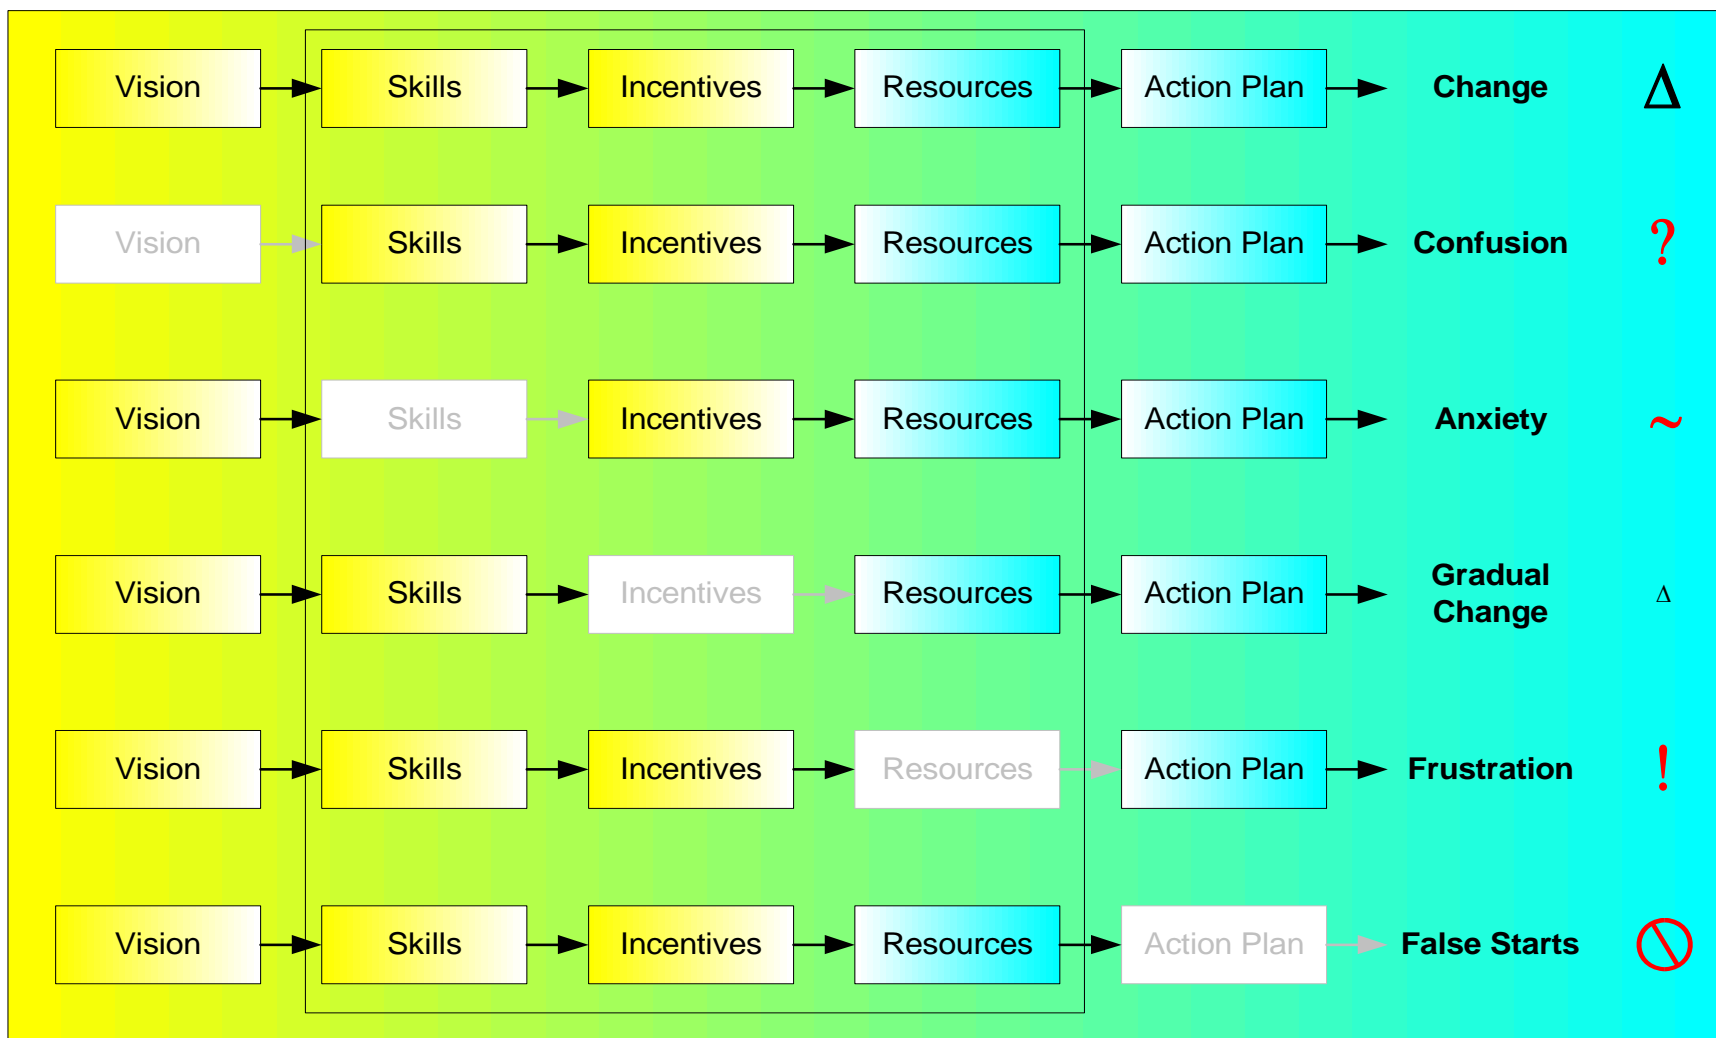 Vision Skills Incentives Resources Action Plan Change Δ
Vision Skills Incentives Resources Action Plan Confusion ?
Vision Skills Incentives Resources Action Plan Anxiety ~
Vision Skills Incentives Resources Action Plan Gradual
Change Δ
Vision Skills Incentives Resources Action Plan Frustration !
Vision Skills Incentives Resources Action Plan False Starts